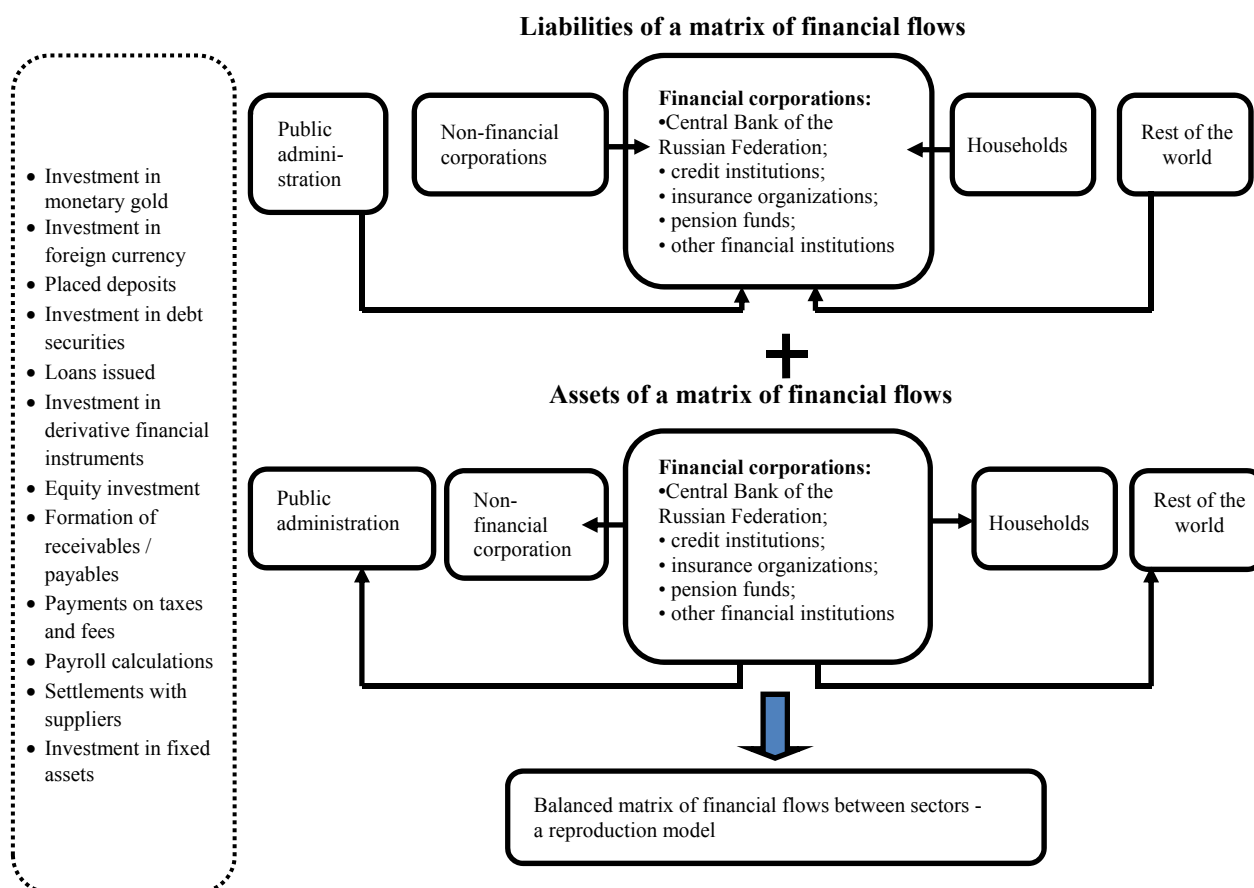 Liabilities of a matrix of financial flows
• Investment in
monetary gold
• Investment in
foreign currency
• Placed deposits
• Investment in debt
securities
• Loans issued
• Investment in
derivative financial
instruments
• Equity investment
• Formation of
receivables /
payables
• Payments on taxes
and fees
• Payroll calculations
• Settlements with
suppliers
• Investment in fixed
assets
Public
admini-
stration
Non-financial
corporations
Financial corporations:
•Central Bank of the
Russian Federation;
• credit institutions;
• insurance organizations;
• pension funds;
• other financial institutions
Households
Rest of the
world
+
Assets of a matrix of financial flows
Public
administration
Non-
financial
corporation
Financial corporations:
•Central Bank of the
Russian Federation;
• credit institutions;
• insurance organizations;
• pension funds;
• other financial institutions
Households
Rest of the
world
Balanced matrix of financial flows between sectors -
a reproduction model